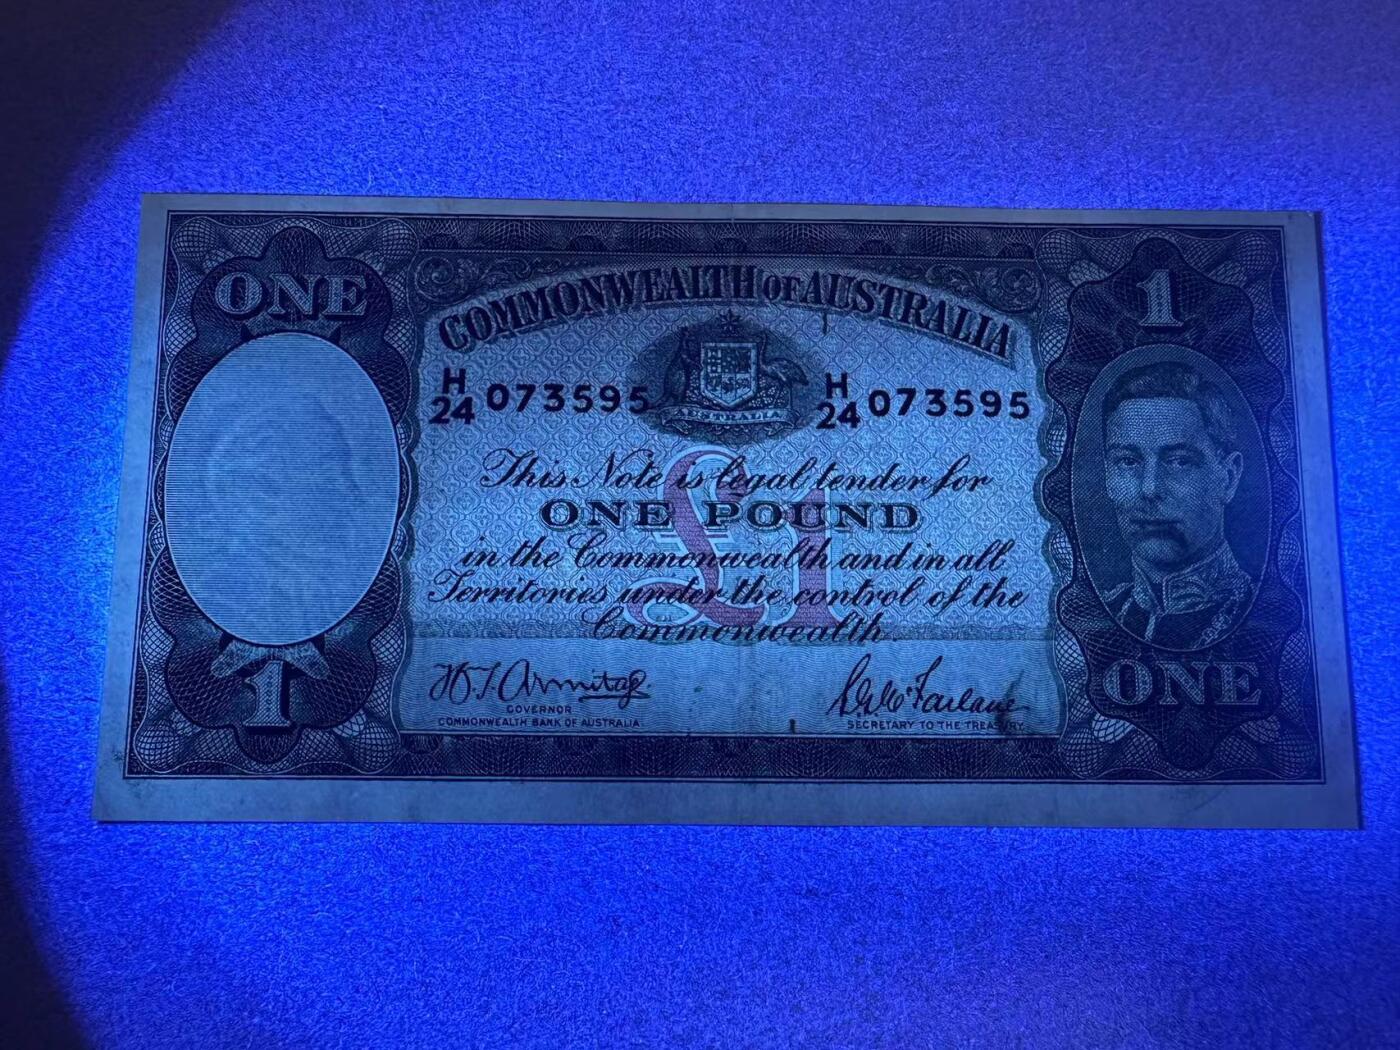 ONE
COMMONWEALTH OF AUSTRALIA
1
H
24 073595
AUSTRALIA
H
24 073595
This Note is legal tender for
ONE POUND
£1
in the Commonwealth and in all
Territories under the control of the
Commonwealth.
1
H.T. Armitage
GOVERNOR
COMMONWEALTH BANK OF AUSTRALIA.
S. G. McFarlane
SECRETARY TO THE TREASURY.
ONE